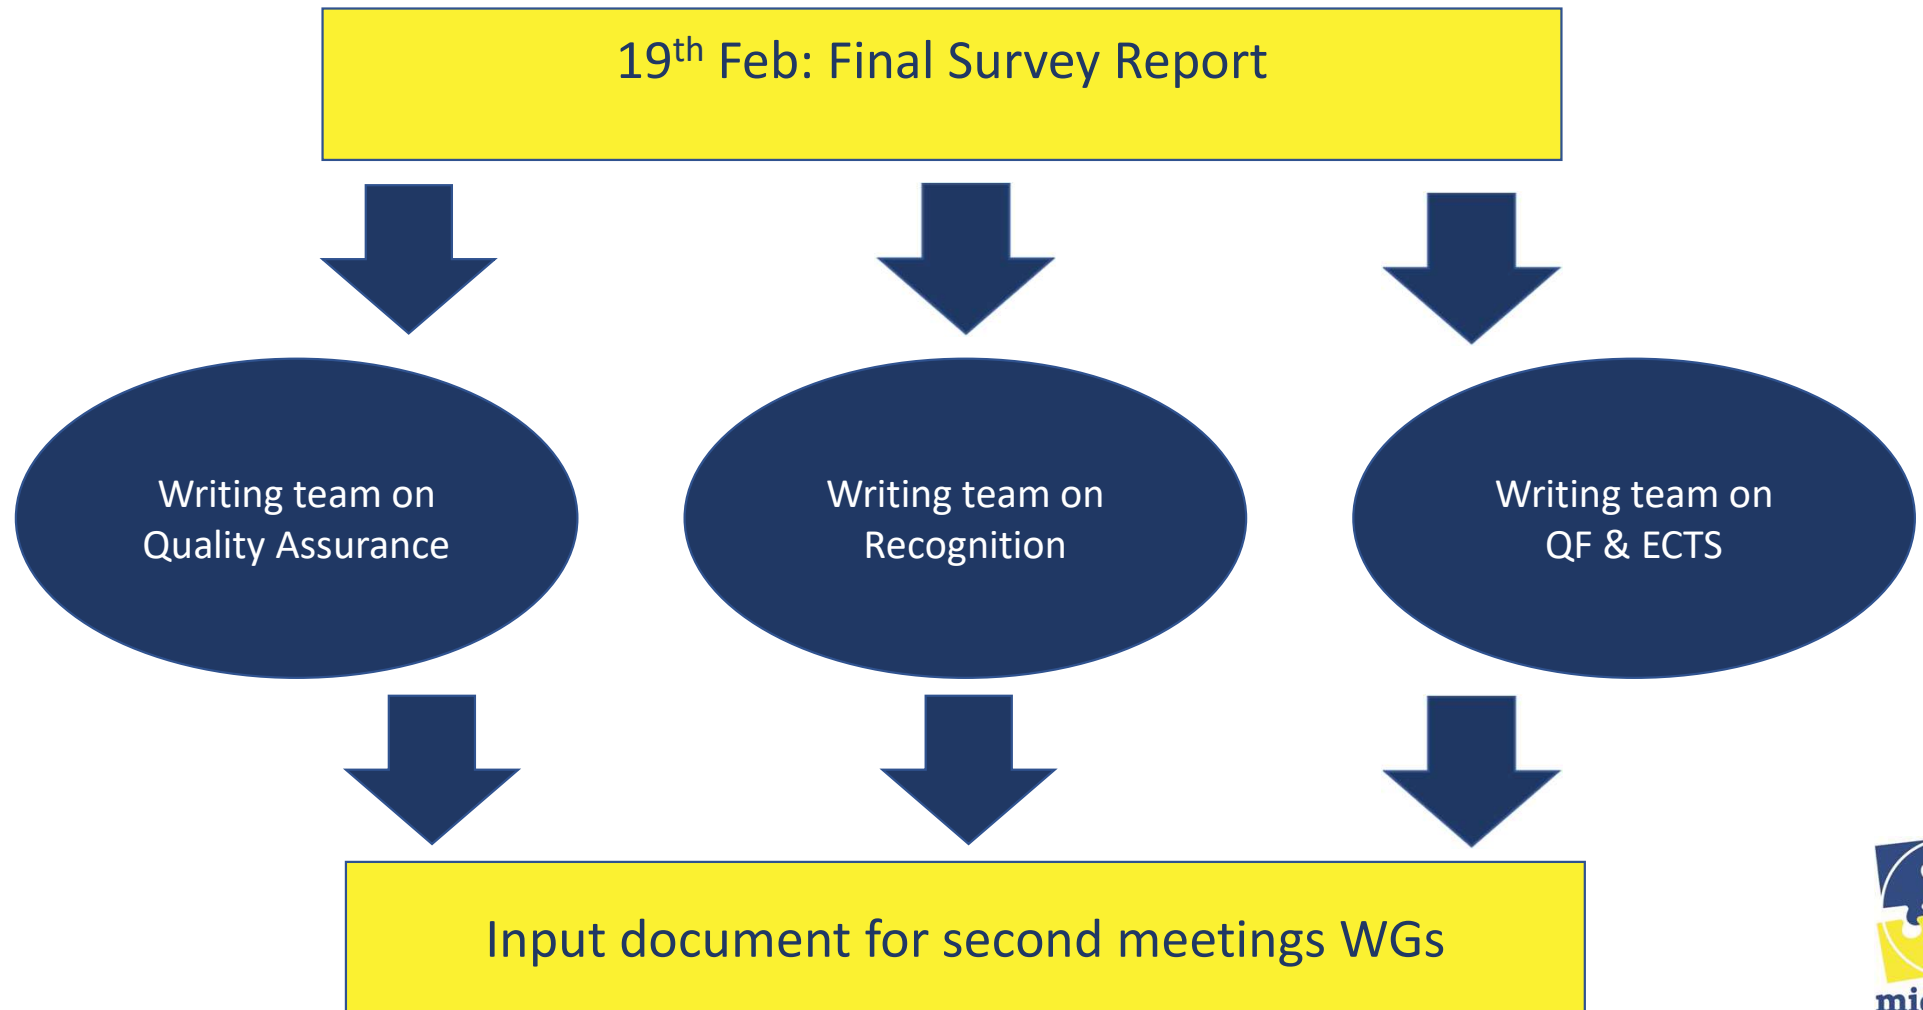 19th Feb: Final Survey Report
Writing team on
Quality Assurance
Writing team on
Recognition
Writing team on
QF & ECTS
Input document for second meetings WGs